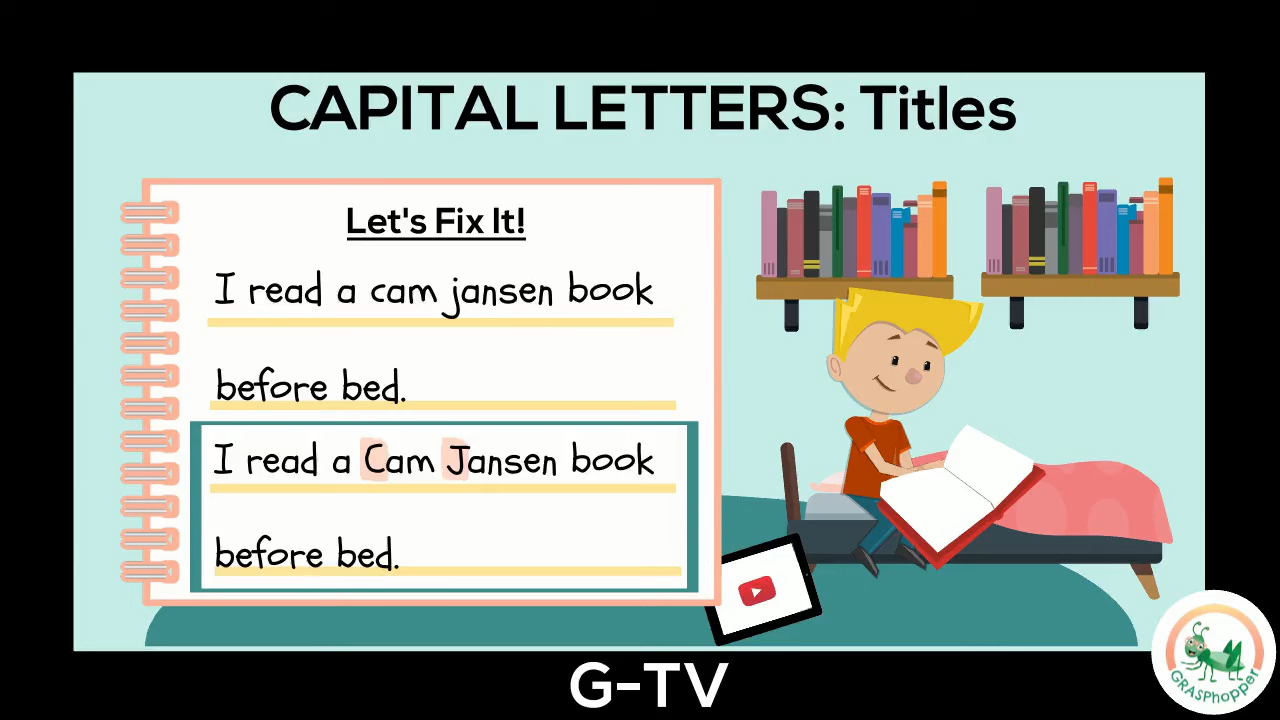 CAPITAL LETTERS: Titles
Let's Fix It!
I read a cam jansen book
before bed.
I read a Cam Jansen book
before bed.
G-TV
GRASPhopper